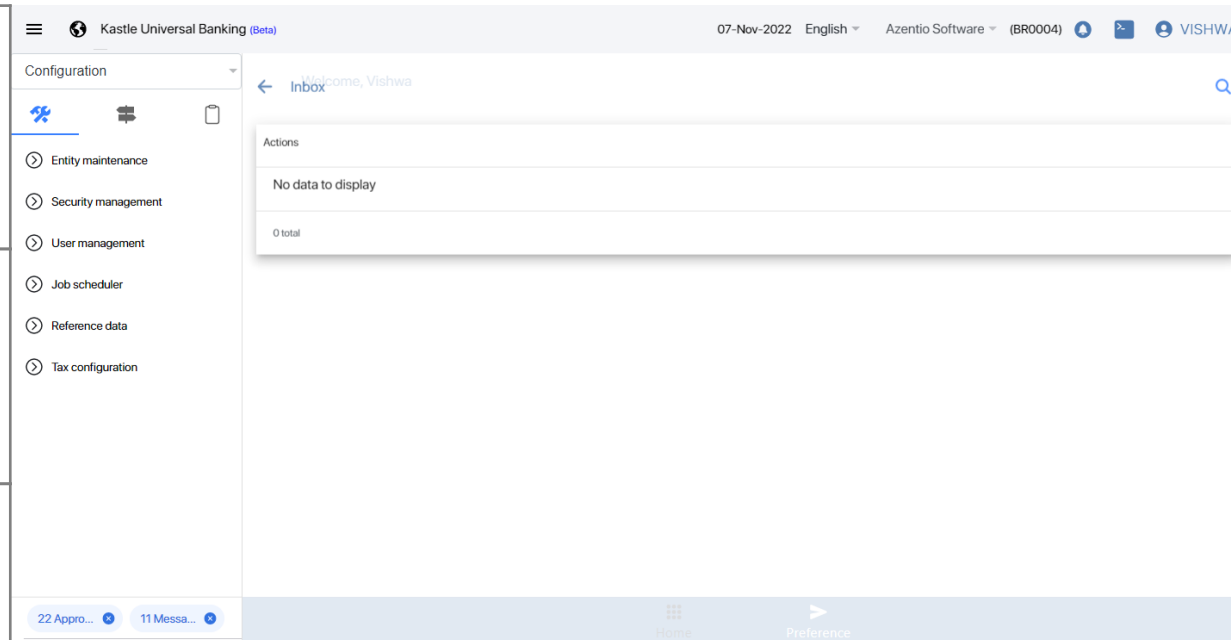 Kastle Universal Banking (Beta) 07-Nov-2022 English Azentio Software (BR0004) VISHWA
Configuration
Welcome, Vishwa
Inbox
Actions
Entity maintenance
No data to display
Security management
0 total
User management
Job scheduler
Reference data
Tax configuration
22 Appro... 11 Messa...
Home Preference